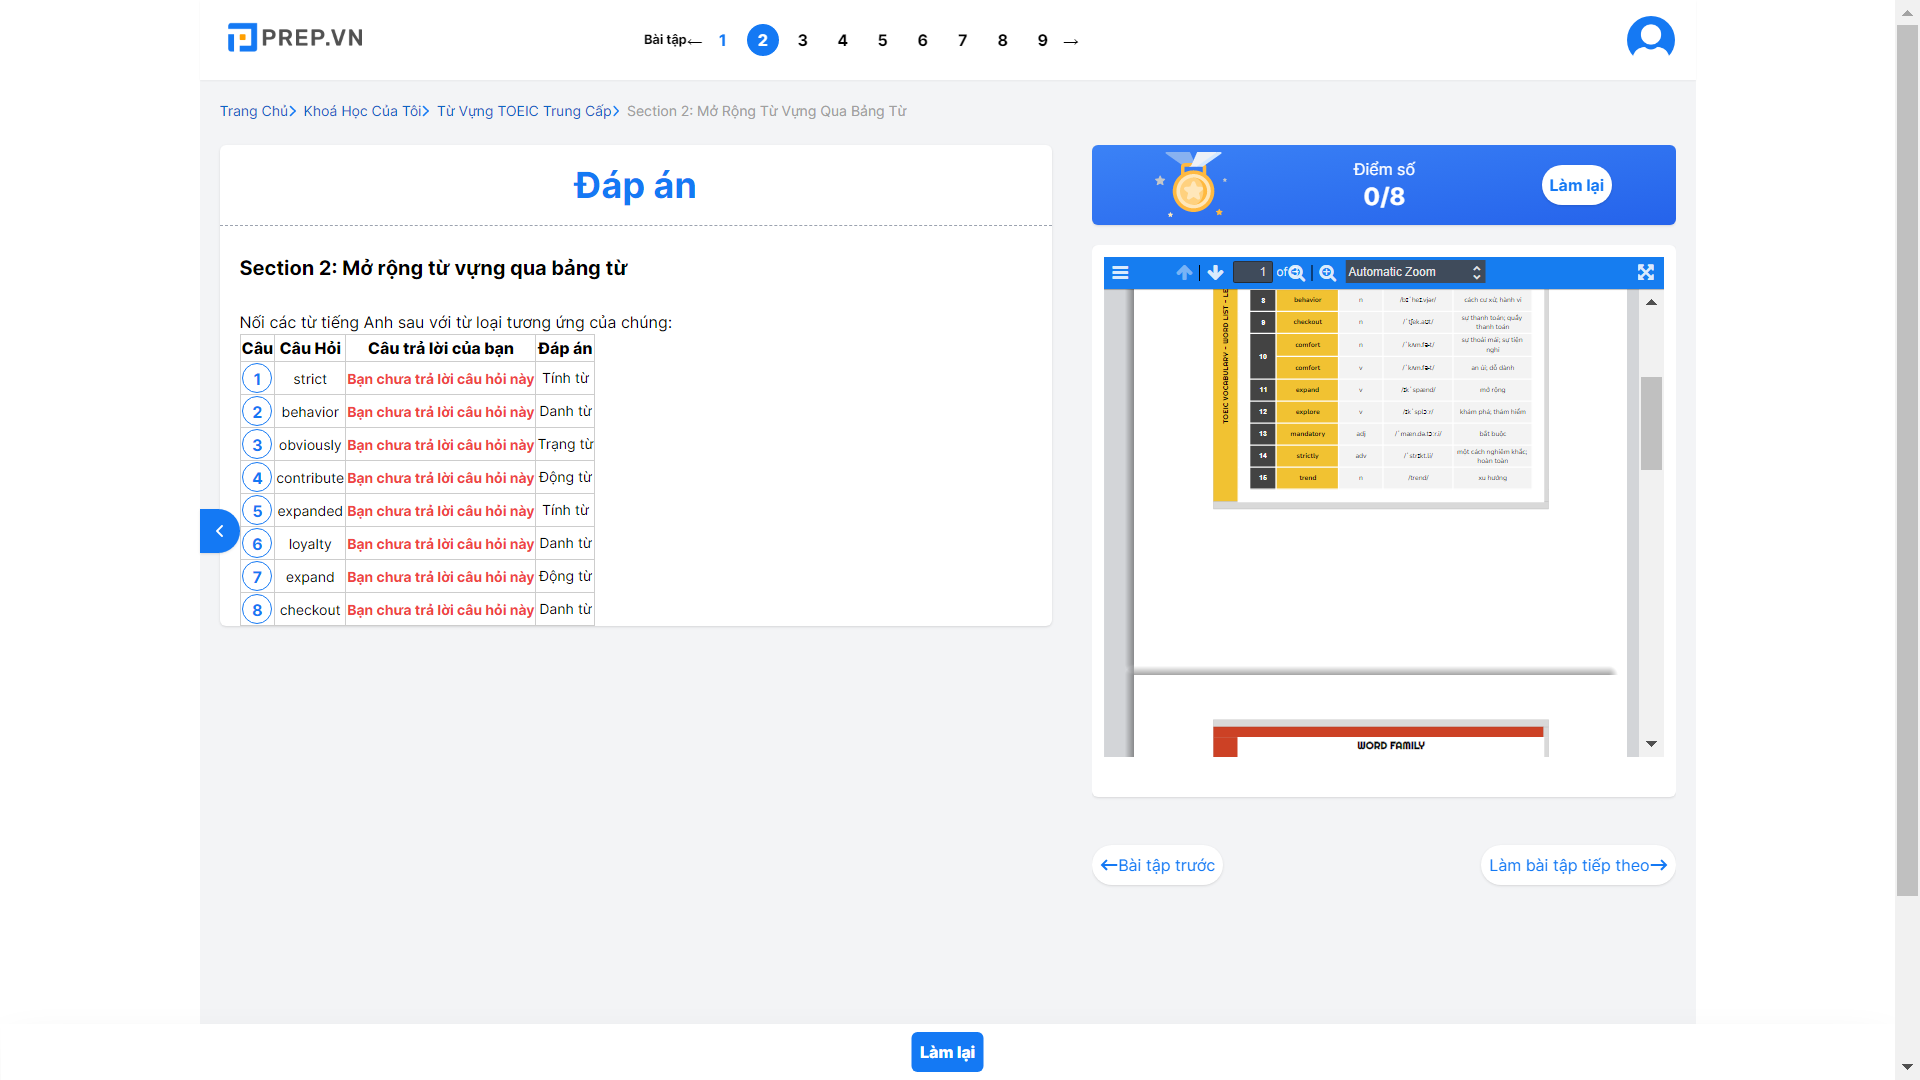 PREP.VN
Bài tập← 1 2 3 4 5 6 7 8 9 →
Trang Chủ> Khoá Học Của Tôi> Từ Vựng TOEIC Trung Cấp> Section 2: Mở Rộng Từ Vựng Qua Bảng Từ
Đáp án
Section 2: Mở rộng từ vựng qua bảng từ
Nối các từ tiếng Anh sau với từ loại tương ứng của chúng:
Câu Câu Hỏi Câu trả lời của bạn Đáp án
1 strict Bạn chưa trả lời câu hỏi này Tính từ
2 behavior Bạn chưa trả lời câu hỏi này Danh từ
3 obviously Bạn chưa trả lời câu hỏi này Trạng từ
4 contribute Bạn chưa trả lời câu hỏi này Động từ
5 expanded Bạn chưa trả lời câu hỏi này Tính từ
6 loyalty Bạn chưa trả lời câu hỏi này Danh từ
7 expand Bạn chưa trả lời câu hỏi này Động từ
8 checkout Bạn chưa trả lời câu hỏi này Danh từ
Điểm số
0/8
Làm lại
1 of Automatic Zoom
TOEIC VOCABULARY - WORD LIST - LE
8 behavior n cách cư xử, hành vi
9 checkout n sự thanh toán; quầy thanh toán
10 comfort n sự thoải mái; sự tiện nghi
comfort v an ủi, dỗ dành
11 expand v /ɪkˈspænd/ mở rộng
12 explore v /ɪkˈsplɔːr/ khám phá; thám hiểm
13 mandatory adj /ˈmæn.də.tɔːr.i/ bắt buộc
14 strictly adv /ˈstrɪkt.li/ một cách nghiêm khắc; hoàn toàn
15 trend n /trend/ xu hướng
WORD FAMILY
←Bài tập trước
Làm bài tập tiếp theo→
Làm lại